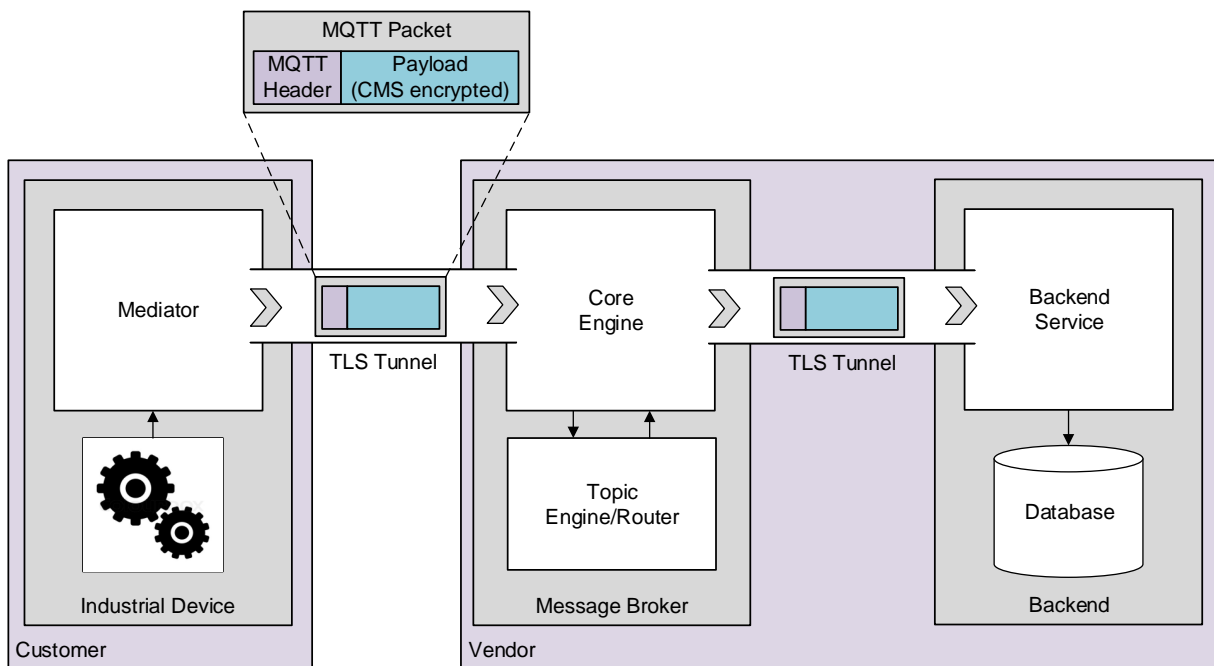 MQTT Packet
MQTT
Header
Payload
(CMS encrypted)
Mediator
TLS Tunnel
Core
Engine
TLS Tunnel
Backend
Service
Topic
Engine/Router
Database
Industrial Device
Message Broker
Backend
Customer
Vendor